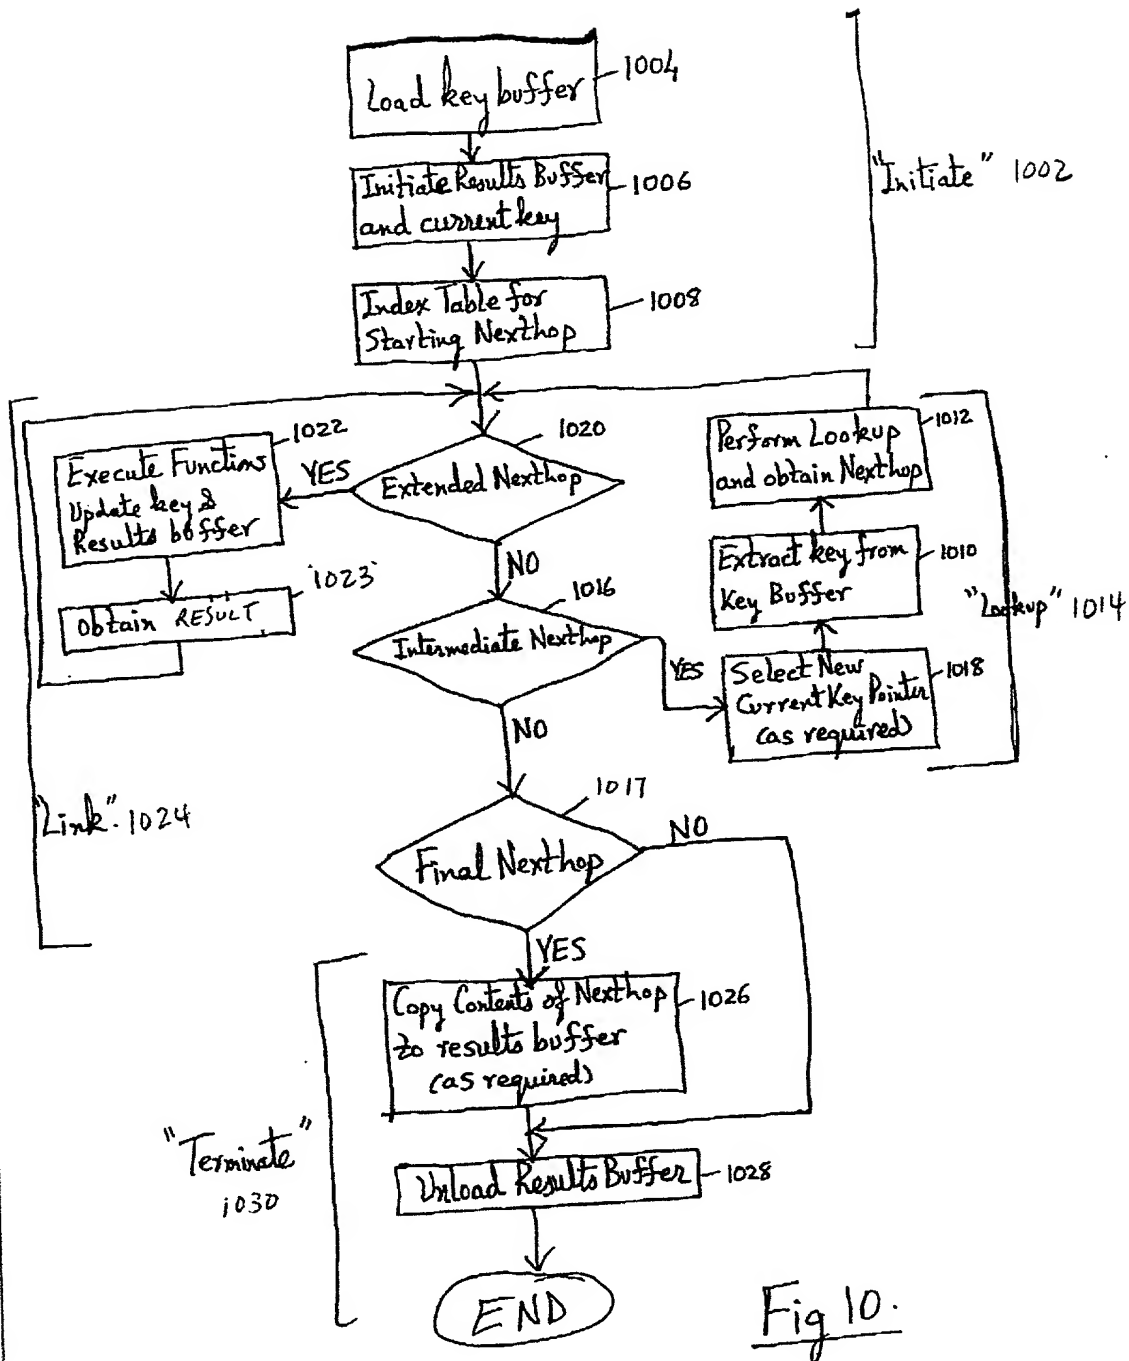 Load key buffer
1004
Initiate Results Buffer
and current key
1006
"Initiate" 1002
Index Table for
Starting Nexthop
1008
1022
Execute Functions
Update key &
Results buffer
YES
1020
Extended Nexthop
1012
Perform Lookup
and obtain Nexthop
NO
1023
Obtain RESULT
1016
Intermediate Nexthop
YES
Extract key from
Key Buffer
1010
"Lookup" 1014
Select New
Current Key Pointer
(as required)
1018
NO
"Link". 1024
1017
Final Nexthop
NO
YES
Copy Contents of Nexthop
to results buffer
(as required)
1026
"Terminate"
1030
Unload Results Buffer
1028
END
Fig 10.